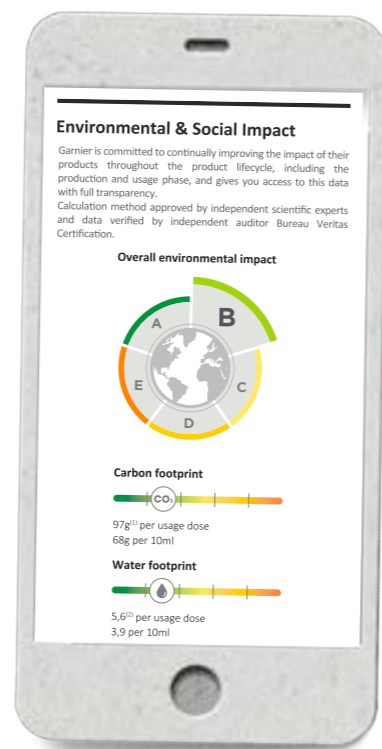 Environmental & Social Impact
Garnier is committed to continually improving the impact of their
products throughout the product lifecycle, including the
production and usage phase, and gives you access to this data
with full transparency.
Calculation method approved by independent scientific experts
and data verified by independent auditor Bureau Veritas
Certification.
Overall environmental impact
A
B
E
C
D
Carbon footprint
CO₂
97g⁽¹⁾ per usage dose
68g per 10ml
Water footprint
5,6⁽²⁾ per usage dose
3,9 per 10ml